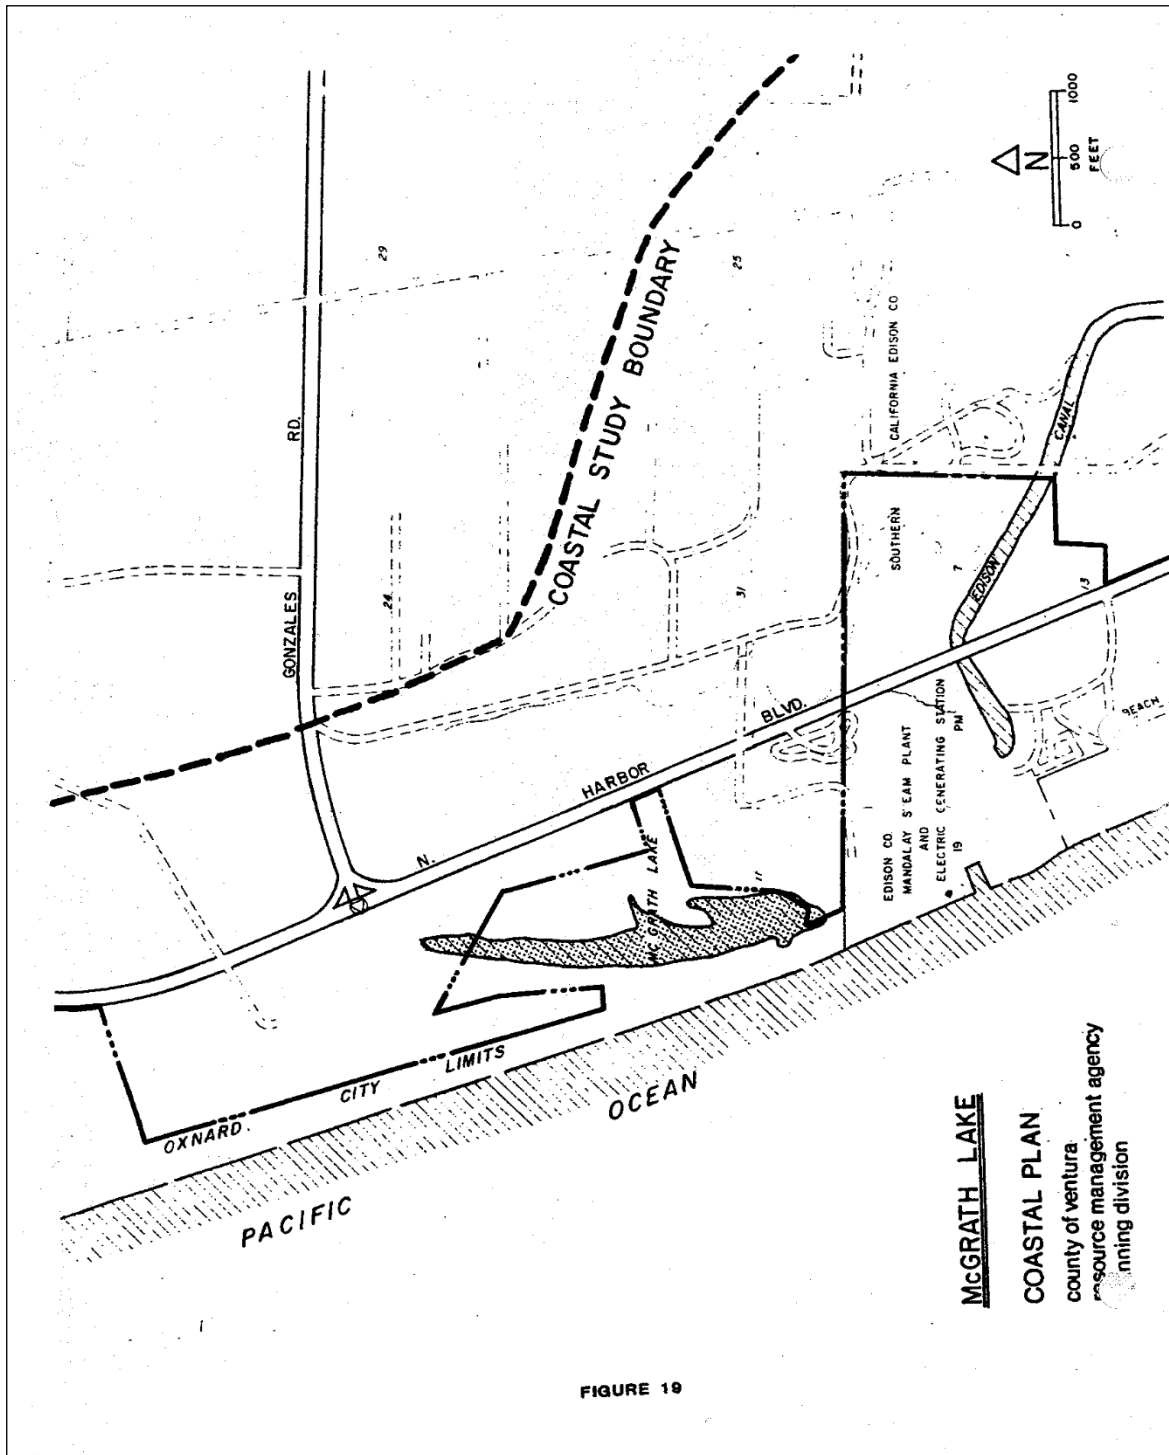 GONZALES RD.
29
24
COASTAL STUDY BOUNDARY
25
31
N
0 500 1000
FEET
SOUTHERN CALIFORNIA EDISON CO
7
EDISON CANAL
13
N. HARBOR BLVD.
MC GRATH LAKE
11
EDISON CO.
MANDALAY S EAM PLANT
AND
ELECTRIC GENERATING STATION
19 PM
BEACH
OXNARD CITY LIMITS
PACIFIC OCEAN
McGRATH LAKE
COASTAL PLAN
county of ventura
resource management agency
nning division
FIGURE 19